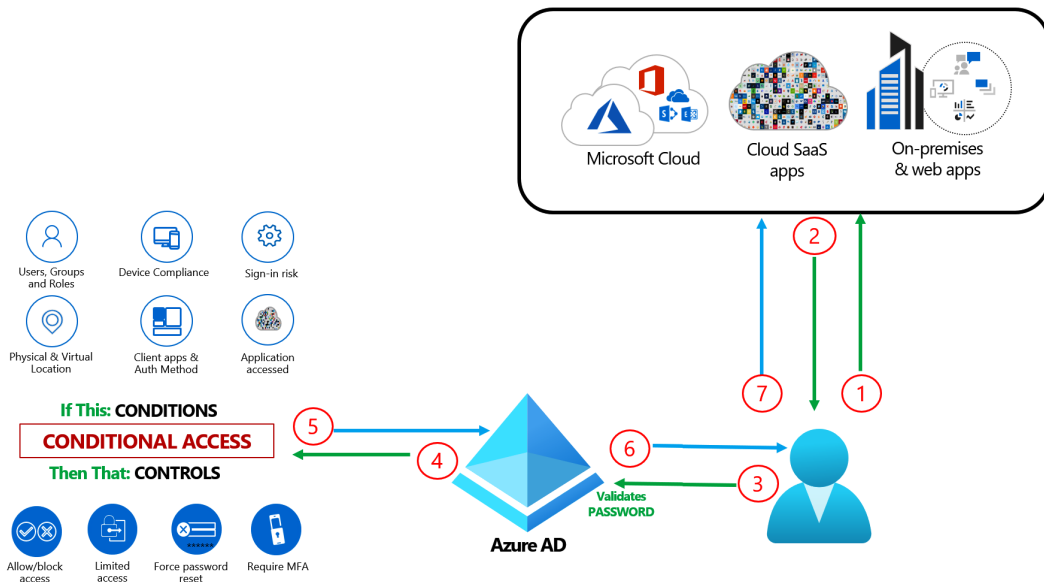 Microsoft Cloud
Cloud SaaS
apps
On-premises
& web apps
Users, Groups
and Roles
Device Compliance
Sign-in risk
Physical & Virtual
Location
Client apps &
Auth Method
Application
accessed
If This: CONDITIONS
CONDITIONAL ACCESS
Then That: CONTROLS
Allow/block
access
Limited
access
******
Force password
reset
Require MFA
5
4
Azure AD
6
3
Validates
PASSWORD
7
2
1
S
E